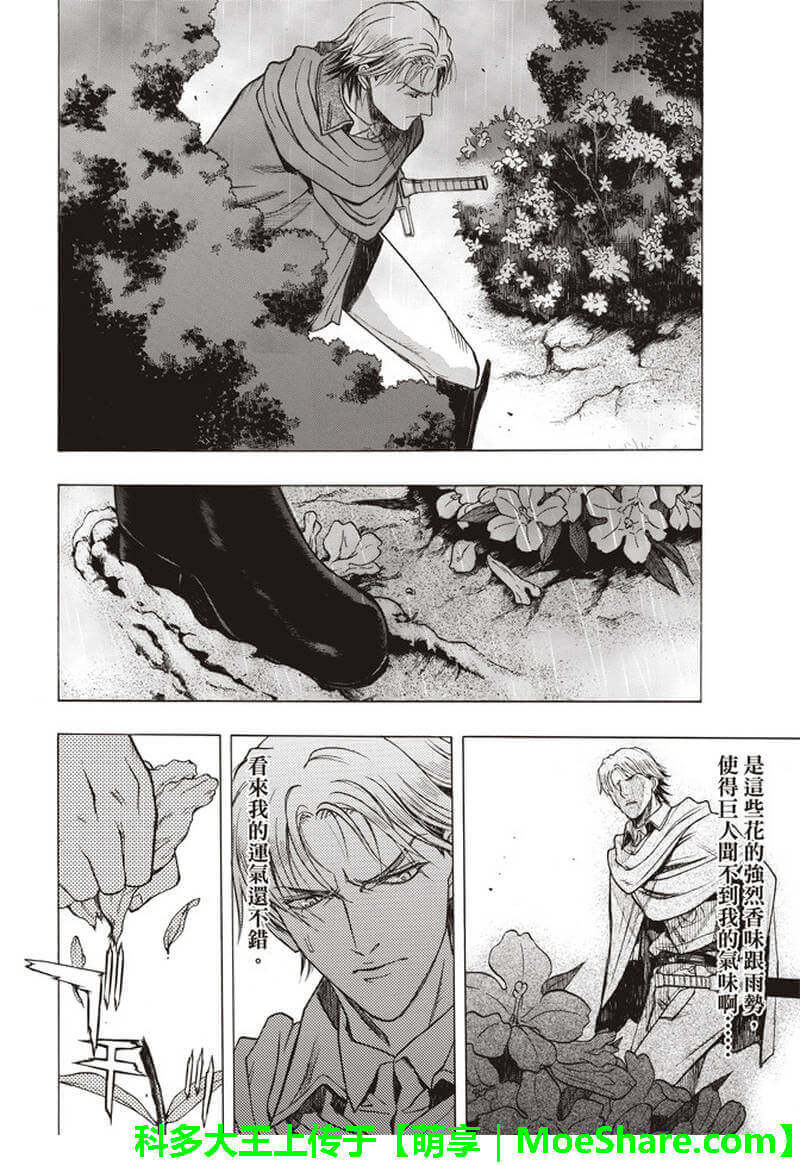 是這些花的強烈香味跟雨勢，
使得巨人聞不到我的氣味啊……
看來我的運氣還不錯。
科多大王上传于【萌享｜MoeShare.com】